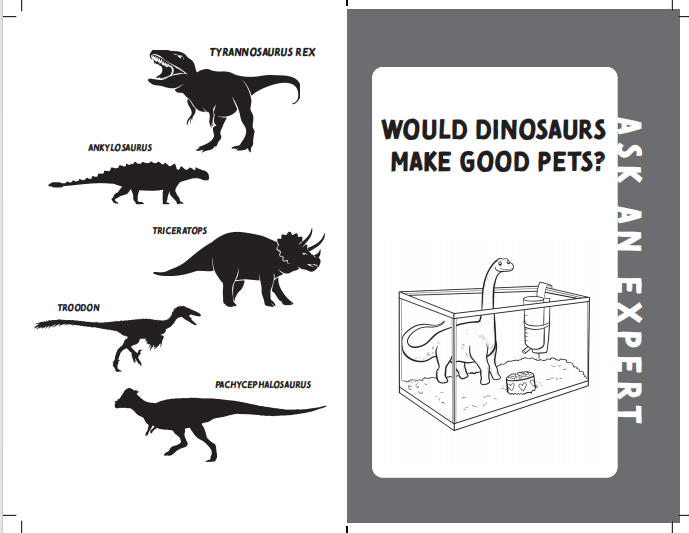 TYRANNOSAURUS REX
ANKYLOSAURUS
TRICERATOPS
TROODON
PACHYCEPHALOSAURUS
WOULD DINOSAURS
MAKE GOOD PETS?
ASK AN EXPERT